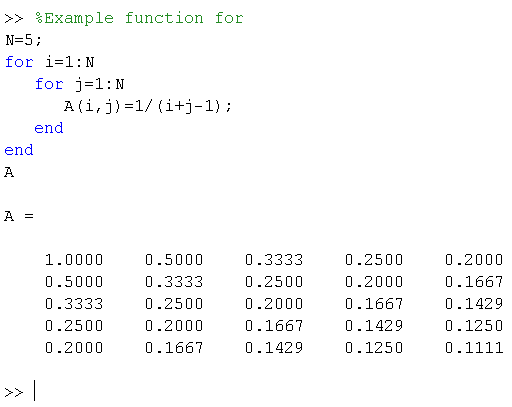 >> %Example function for
N=5;
for i=1:N
   for j=1:N
      A(i,j)=1/(i+j-1);
   end
end
A

A =

    1.0000    0.5000    0.3333    0.2500    0.2000
    0.5000    0.3333    0.2500    0.2000    0.1667
    0.3333    0.2500    0.2000    0.1667    0.1429
    0.2500    0.2000    0.1667    0.1429    0.1250
    0.2000    0.1667    0.1429    0.1250    0.1111

>>